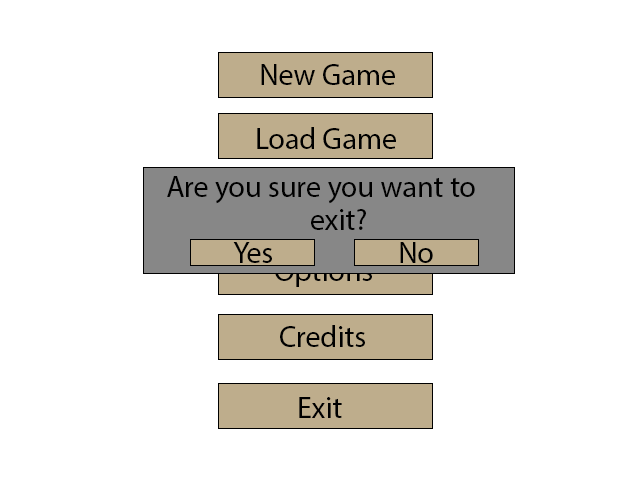 New Game
Load Game
Are you sure you want to
exit?
Yes
No
Options
Credits
Exit